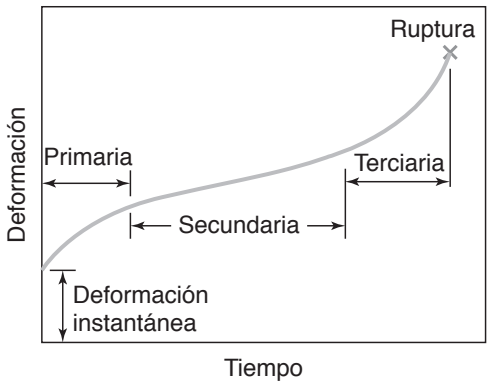 Ruptura
Primaria
Terciaria
Secundaria
Deformación
instantánea
Deformación
Tiempo